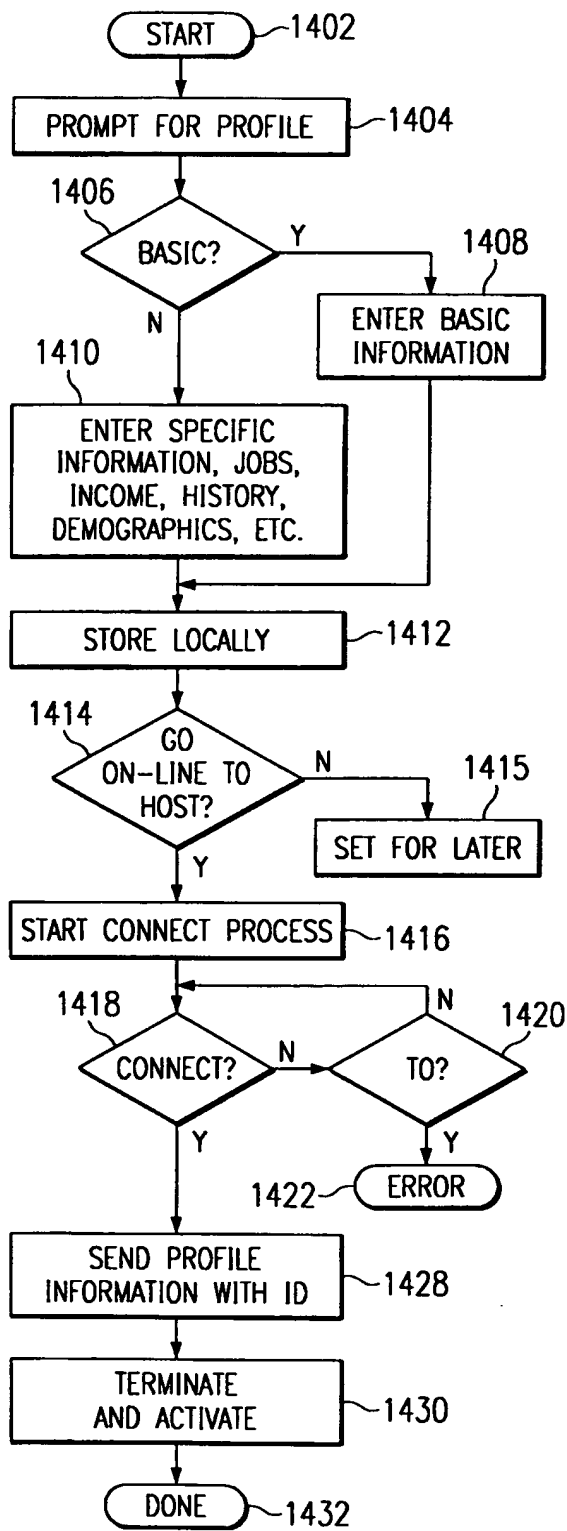 START
1402
PROMPT FOR PROFILE
1404
1406
BASIC?
Y
N
1408
ENTER BASIC
INFORMATION
1410
ENTER SPECIFIC
INFORMATION, JOBS,
INCOME, HISTORY,
DEMOGRAPHICS, ETC.
STORE LOCALLY
1412
1414
GO
ON-LINE TO
HOST?
N
Y
1415
SET FOR LATER
START CONNECT PROCESS
1416
1418
CONNECT?
N
Y
N
1420
TO?
Y
1422
ERROR
SEND PROFILE
INFORMATION WITH ID
1428
TERMINATE
AND ACTIVATE
1430
DONE
1432